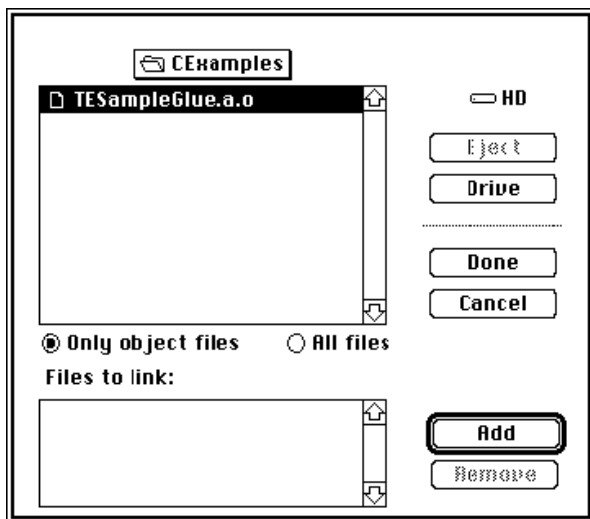 CExamples
TESampleGlue.a.o
HD
Eject
Drive
Done
Cancel
Only object files
All files
Files to link:
Add
Remove